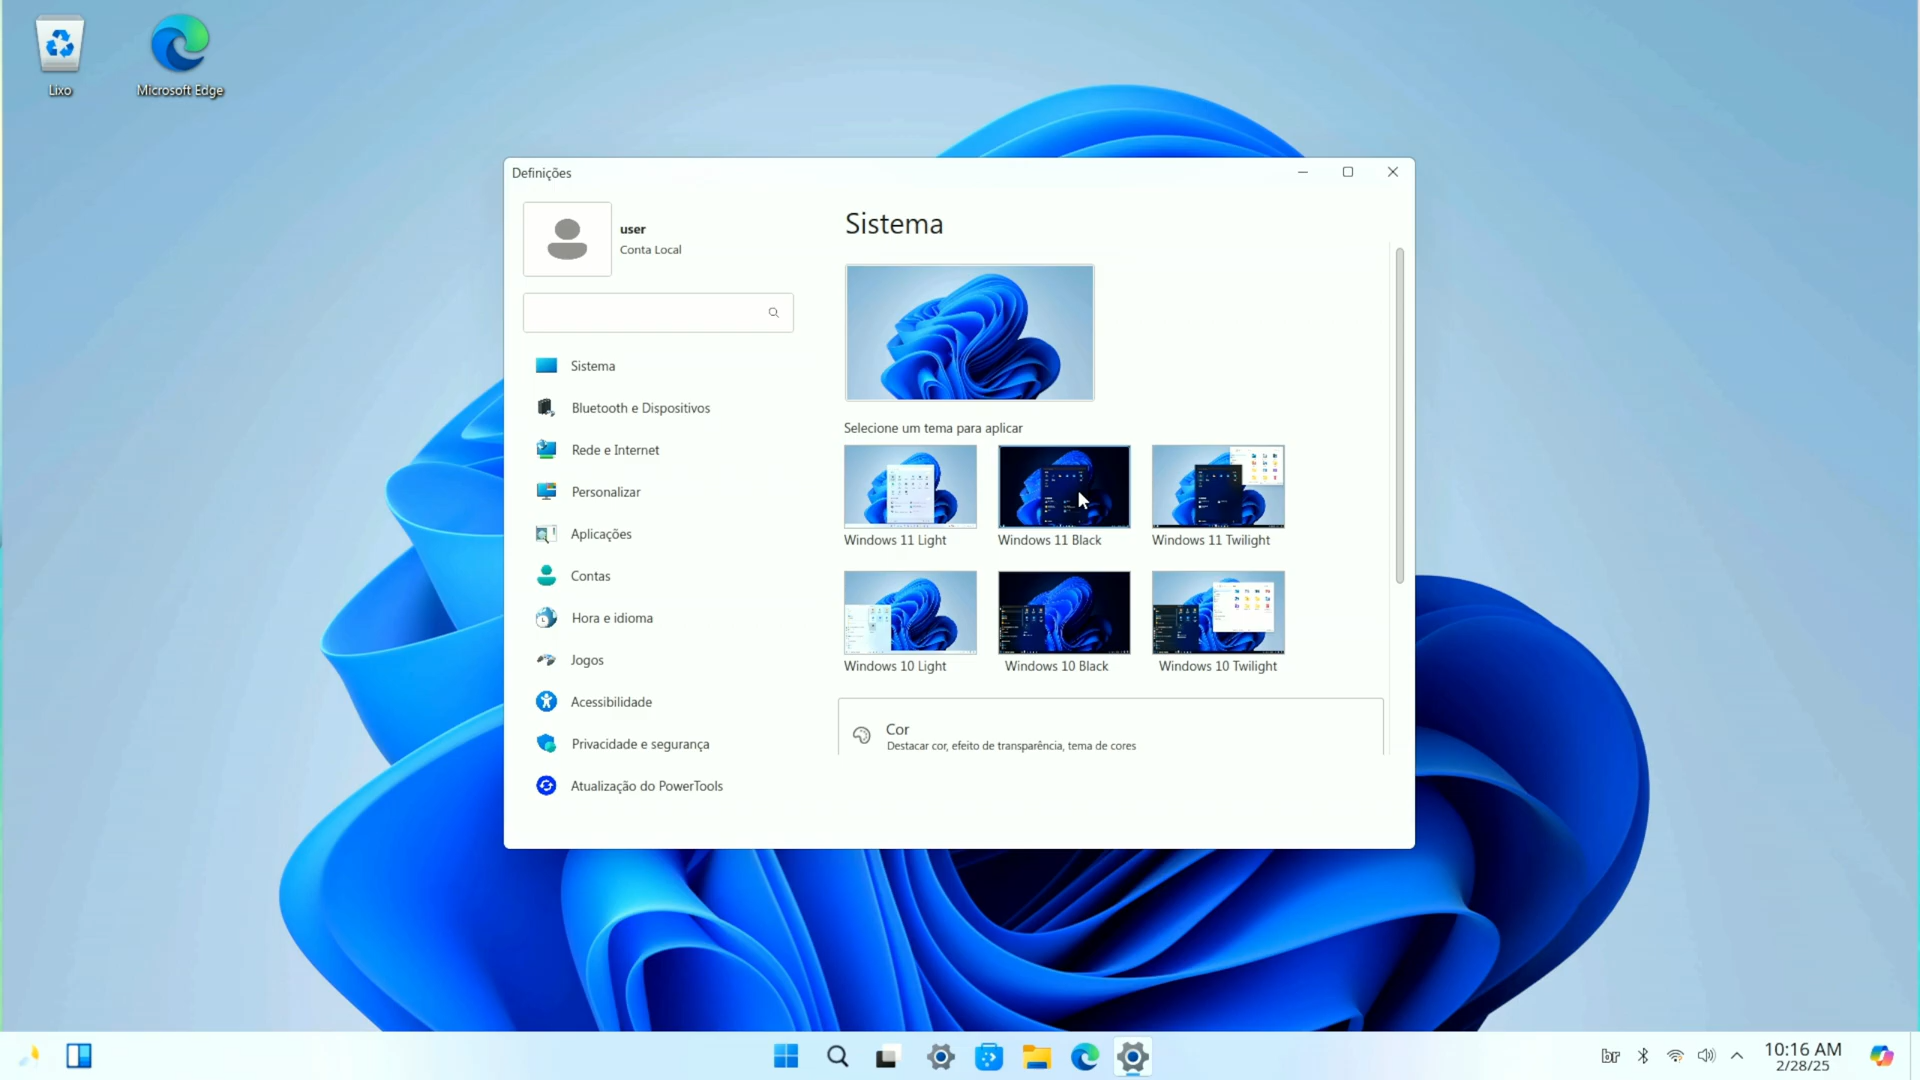 Lixo
Microsoft Edge
Definições
user
Conta Local
Sistema
Bluetooth e Dispositivos
Rede e Internet
Personalizar
Aplicações
Contas
Hora e idioma
Jogos
Acessibilidade
Privacidade e segurança
Atualização do PowerTools
Sistema
Selecione um tema para aplicar
Windows 11 Light
Windows 11 Black
Windows 11 Twilight
Windows 10 Light
Windows 10 Black
Windows 10 Twilight
Cor
Destacar cor, efeito de transparência, tema de cores
br
10:16 AM
2/28/25